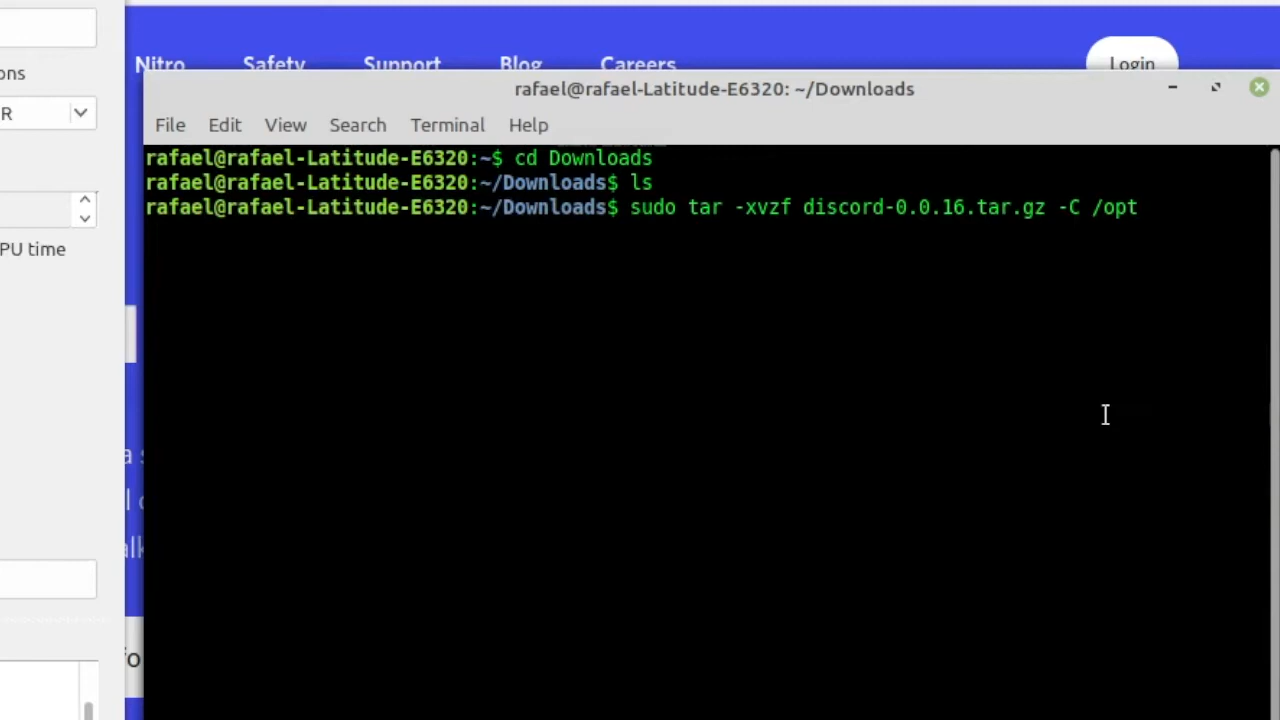 Nitro Safety Support Blog Careers Login
ons
R
PU time
rafael@rafael-Latitude-E6320: ~/Downloads
File Edit View Search Terminal Help
rafael@rafael-Latitude-E6320:~$ cd Downloads
rafael@rafael-Latitude-E6320:~/Downloads$ ls
rafael@rafael-Latitude-E6320:~/Downloads$ sudo tar -xvzf discord-0.0.16.tar.gz -C /opt